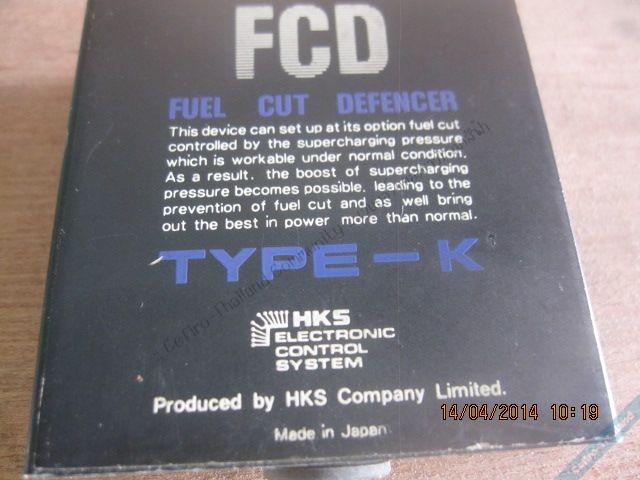 FCD
FUEL CUT DEFENCER
This device can set up at its option fuel cut
controlled by the supercharging pressure
which is workable under normal condition.
As a result. the boost of supercharging
pressure becomes possible. leading to the
prevention of fuel cut and as well bring
out the best in power more than normal.
TYPE-K
HKS
ELECTRONIC
CONTROL
SYSTEM
Produced by HKS Company Limited.
Made in Japan
14/04/2014 10:19
Cefiro-Thailand Community